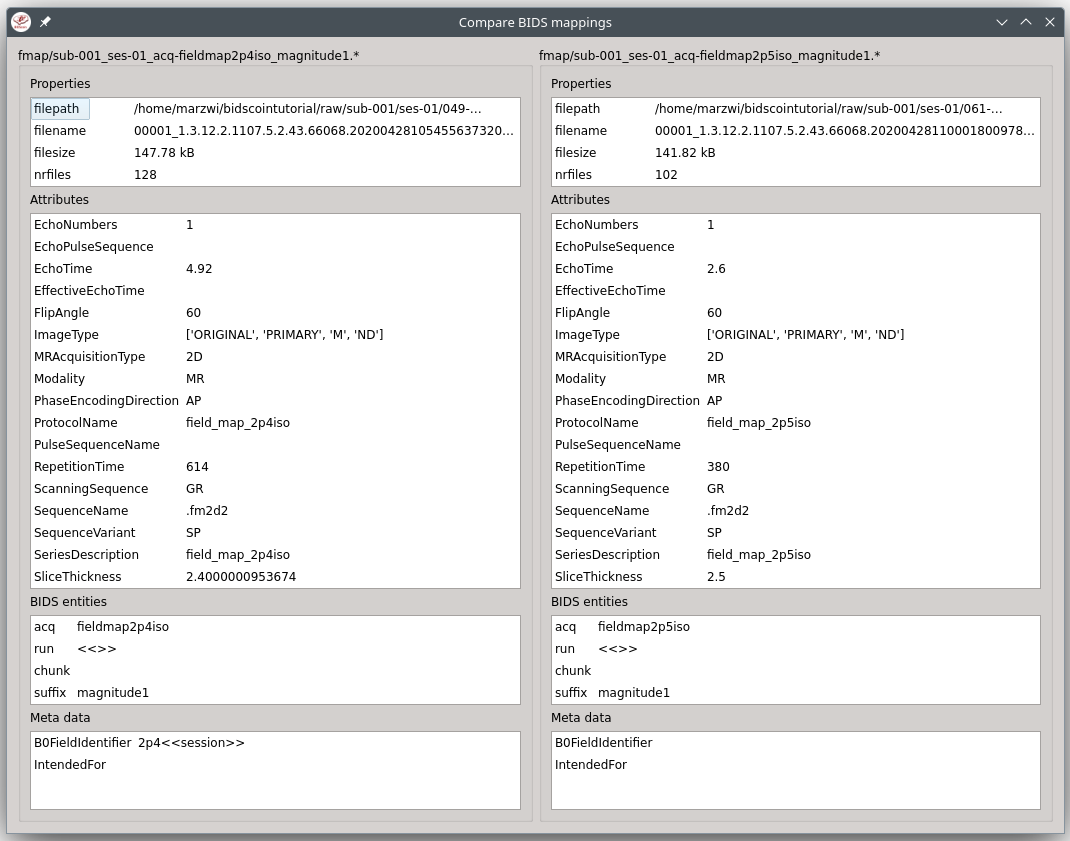 Compare BIDS mappings
fmap/sub-001_ses-01_acq-fieldmap2p4iso_magnitude1.*
Properties
filepath /home/marzwi/bidscointutorial/raw/sub-001/ses-01/049-...
filename 00001_1.3.12.2.1107.5.2.43.66068.20200428105455637320...
filesize 147.78 kB
nrfiles 128
Attributes
EchoNumbers 1
EchoPulseSequence
EchoTime 4.92
EffectiveEchoTime
FlipAngle 60
ImageType ['ORIGINAL', 'PRIMARY', 'M', 'ND']
MRAcquisitionType 2D
Modality MR
PhaseEncodingDirection AP
ProtocolName field_map_2p4iso
PulseSequenceName
RepetitionTime 614
ScanningSequence GR
SequenceName .fm2d2
SequenceVariant SP
SeriesDescription field_map_2p4iso
SliceThickness 2.4000000953674
BIDS entities
acq fieldmap2p4iso
run <<>>
chunk
suffix magnitude1
Meta data
B0FieldIdentifier 2p4<<session>>
IntendedFor
fmap/sub-001_ses-01_acq-fieldmap2p5iso_magnitude1.*
Properties
filepath /home/marzwi/bidscointutorial/raw/sub-001/ses-01/061-...
filename 00001_1.3.12.2.1107.5.2.43.66068.20200428110001800978...
filesize 141.82 kB
nrfiles 102
Attributes
EchoNumbers 1
EchoPulseSequence
EchoTime 2.6
EffectiveEchoTime
FlipAngle 60
ImageType ['ORIGINAL', 'PRIMARY', 'M', 'ND']
MRAcquisitionType 2D
Modality MR
PhaseEncodingDirection AP
ProtocolName field_map_2p5iso
PulseSequenceName
RepetitionTime 380
ScanningSequence GR
SequenceName .fm2d2
SequenceVariant SP
SeriesDescription field_map_2p5iso
SliceThickness 2.5
BIDS entities
acq fieldmap2p5iso
run <<>>
chunk
suffix magnitude1
Meta data
B0FieldIdentifier
IntendedFor